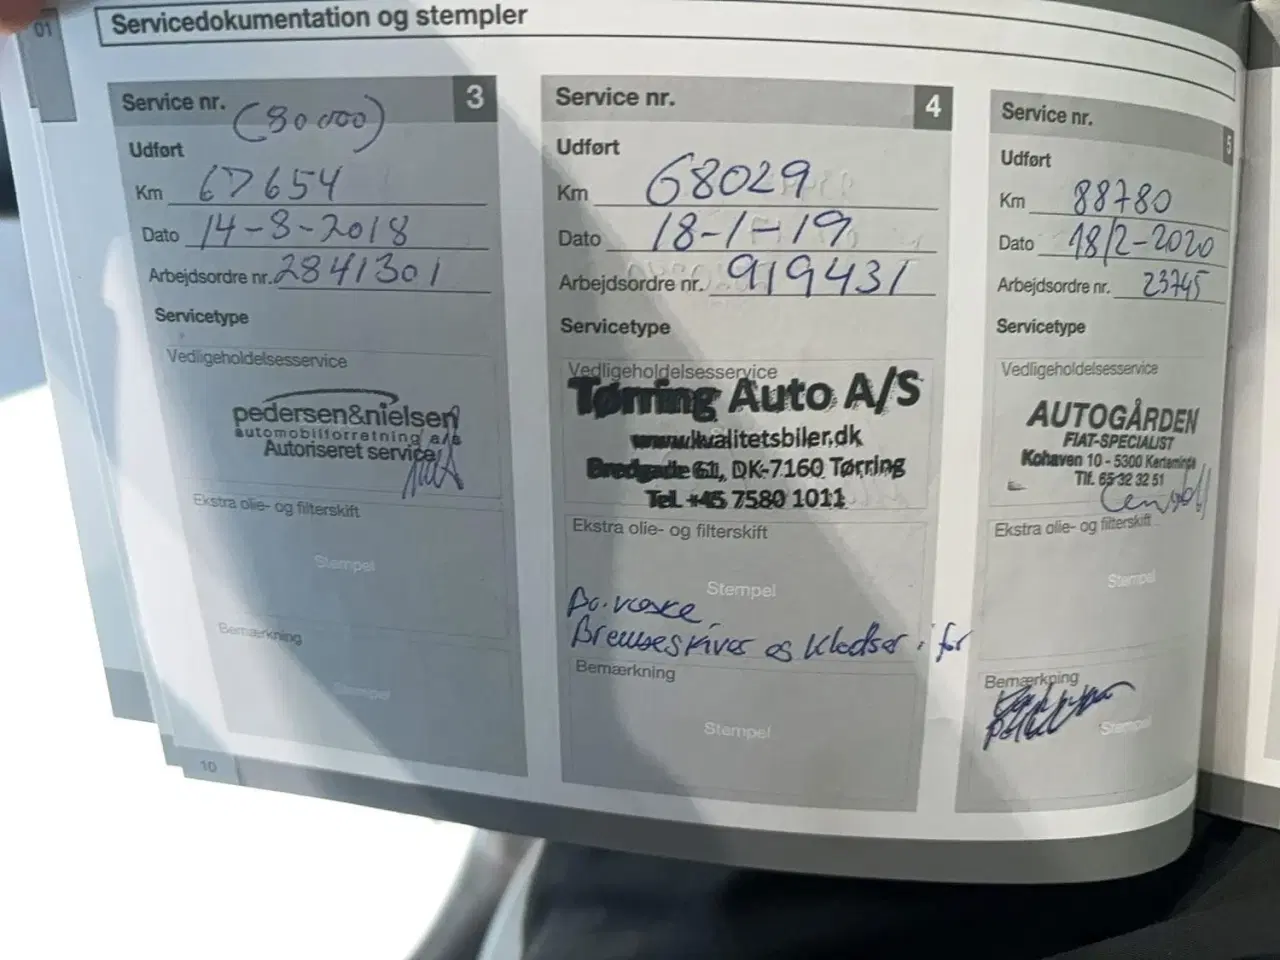 01
Servicedokumentation og stempler
Service nr. 3
(80000)
Udført
Km 67654
Dato 14-8-2018
Arbejdsordre nr. 2841301
Servicetype
Vedligeholdelsesservice
pedersen&nielsen
automobilforretning a/s
Autoriseret service
Ekstra olie- og filterskift
Stempel
Bemærkning
Stempel
10
Service nr. 4
Udført
Km 68029
Dato 18-1-19
Arbejdsordre nr. 919431
Servicetype
Vedligeholdelsesservice
Tørring Auto A/S
www.kvalitetsbiler.dk
Bredgade 61, DK-7160 Tørring
Tel. +45 7580 1011
Ekstra olie- og filterskift
Stempel
væske,
Bremseskiver og klodser i for
Bemærkning
Stempel
Service nr. 5
Udført
Km 88780
Dato 18/2-2020
Arbejdsordre nr. 23745
Servicetype
Vedligeholdelsesservice
AUTOGÅRDEN
FIAT-SPECIALIST
Kohaven 10 - 5300 Kerteminde
Tlf. 65 32 32 51
Ekstra olie- og filterskift
Stempel
Bemærkning
Stempel